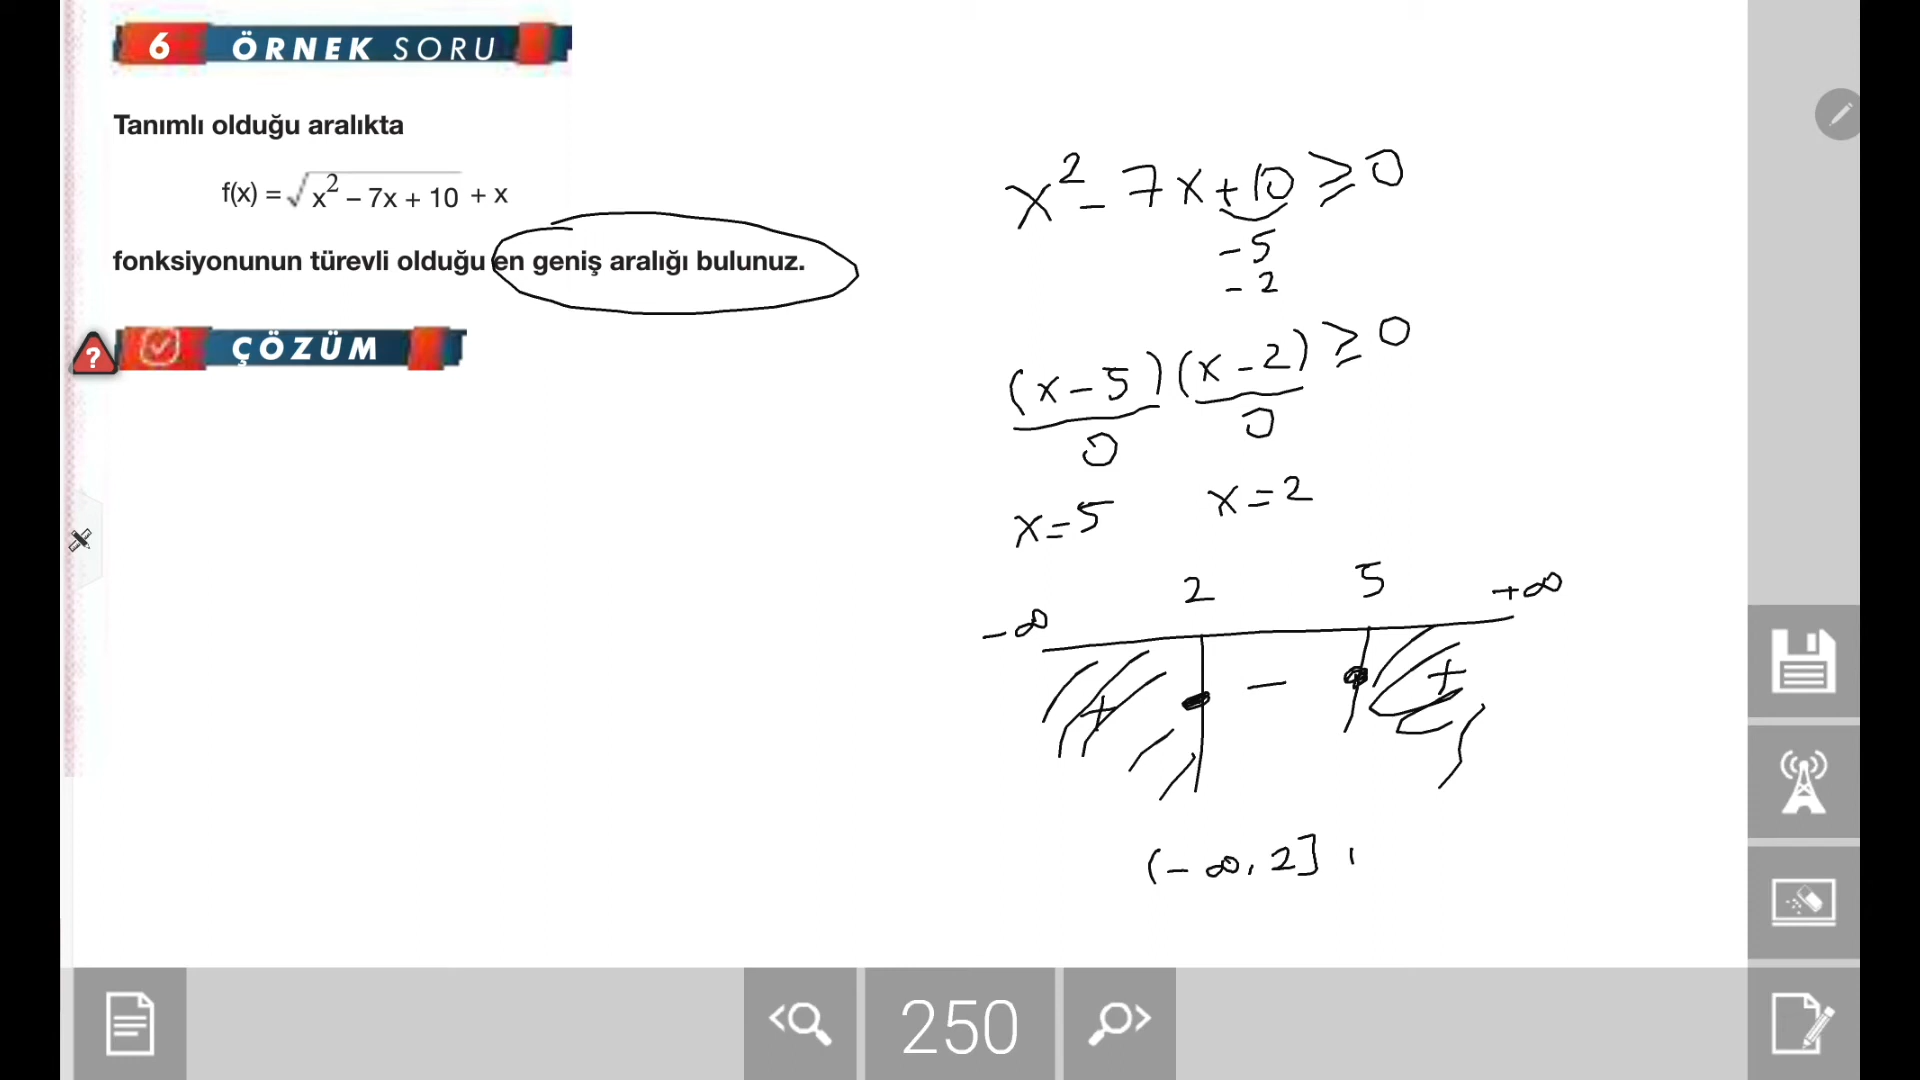 6 ÖRNEK SORU
Tanımlı olduğu aralıkta
f(x) = √x² – 7x + 10 + x
fonksiyonunun türevli olduğu en geniş aralığı bulunuz.
? ÇÖZÜM
x² - 7x + 10 ≥ 0
- 5
- 2
(x - 5) (x - 2) ≥ 0
0 0
x = 5 x = 2
- ∞ 2 5 + ∞
+ - +
(- ∞, 2] ,
250